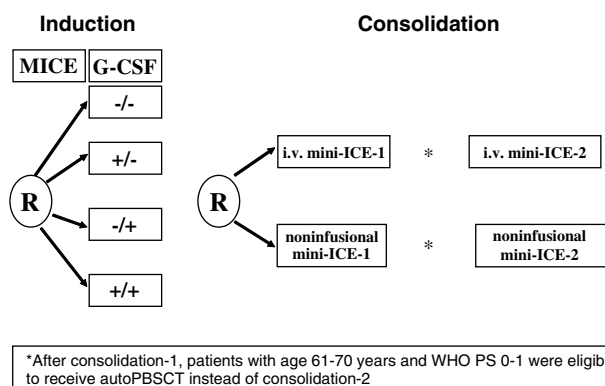 Induction
Consolidation
MICE
G-CSF
-/-
+/-
-/+
++
R
R
i.v. mini-ICE-1
*
i.v. mini-ICE-2
noninfusional
mini-ICE-1
*
noninfusional
mini-ICE-2
*After consolidation-1, patients with age 61-70 years and WHO PS 0-1 were eligib
to receive autoPBSCT instead of consolidation-2